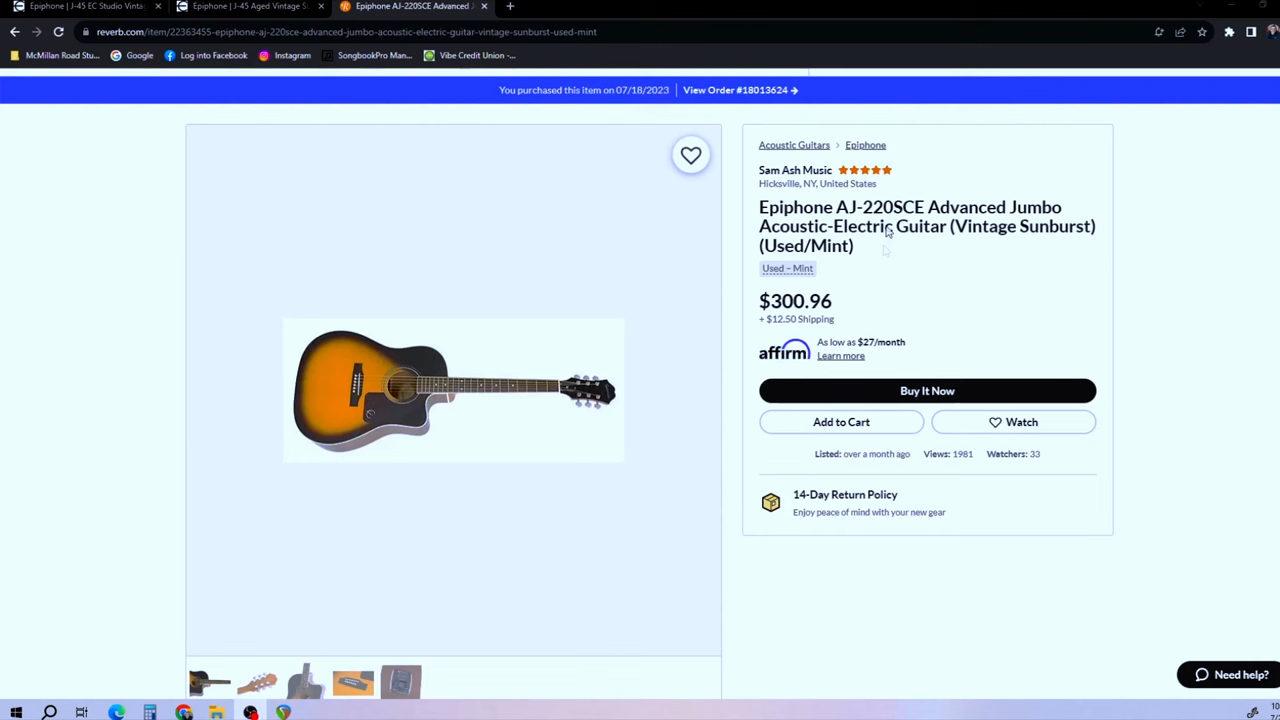 Epiphone | J-45 EC Studio Vinta
Epiphone | J-45 Aged Vintage S
Epiphone AJ-220SCE Advanced J
reverb.com/item/22363455-epiphone-aj-220sce-advanced-jumbo-acoustic-electric-guitar-vintage-sunburst-used-mint
McMillan Road Stu...
Google
Log into Facebook
Instagram
SongbookPro Man...
Vibe Credit Union -...
You purchased this item on 07/18/2023 | View Order #18013624 →
Acoustic Guitars > Epiphone
Sam Ash Music
Hicksville, NY, United States
Epiphone AJ-220SCE Advanced Jumbo
Acoustic-Electric Guitar (Vintage Sunburst)
(Used/Mint)
Used – Mint
$300.96
+ $12.50 Shipping
affirm
As low as $27/month
Learn more
Buy It Now
Add to Cart
Watch
Listed: over a month ago Views: 1981 Watchers: 33
14-Day Return Policy
Enjoy peace of mind with your new gear
Need help?